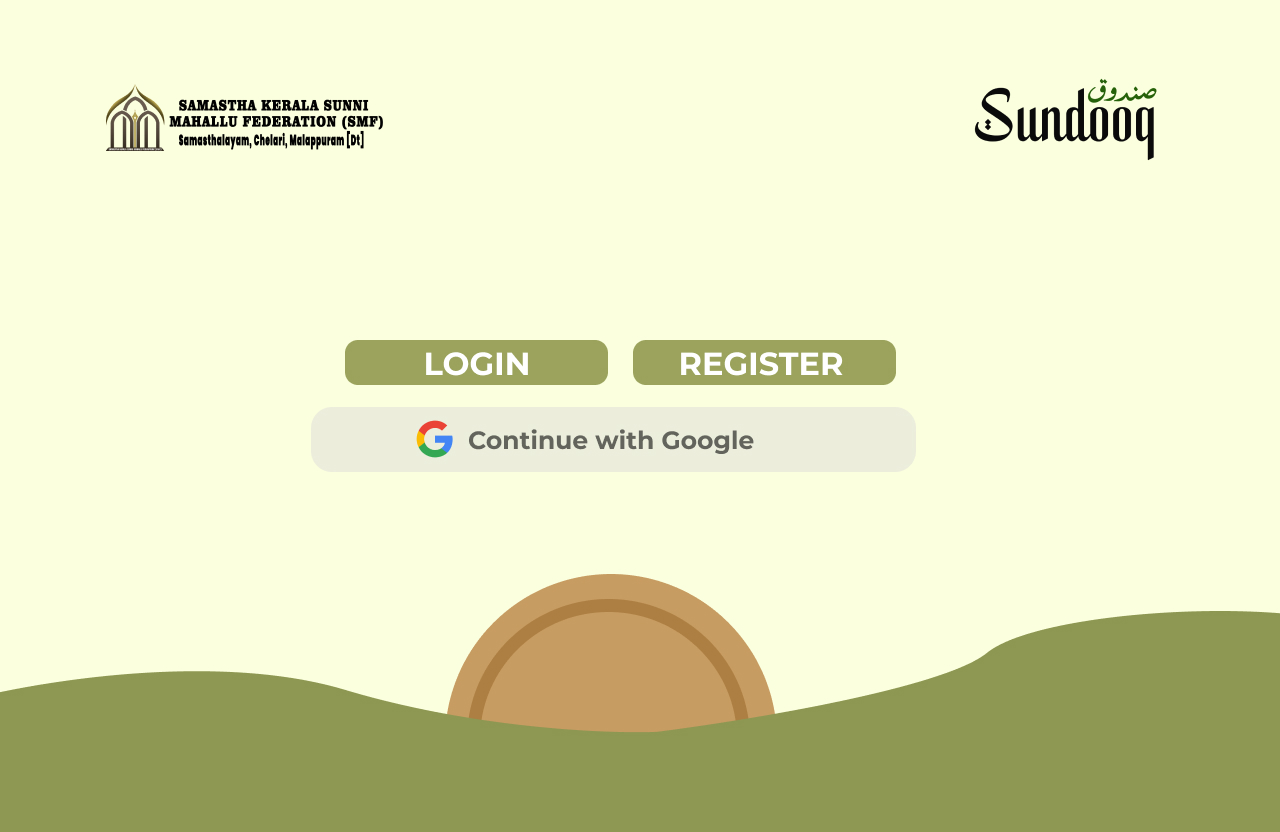 SAMASTHA KERALA SUNNI
MAHALLU FEDERATION (SMF)
Samasthalayam, Chelari, Malappuram [Dt]
صندوق
Sundooq
LOGIN
REGISTER
Continue with Google